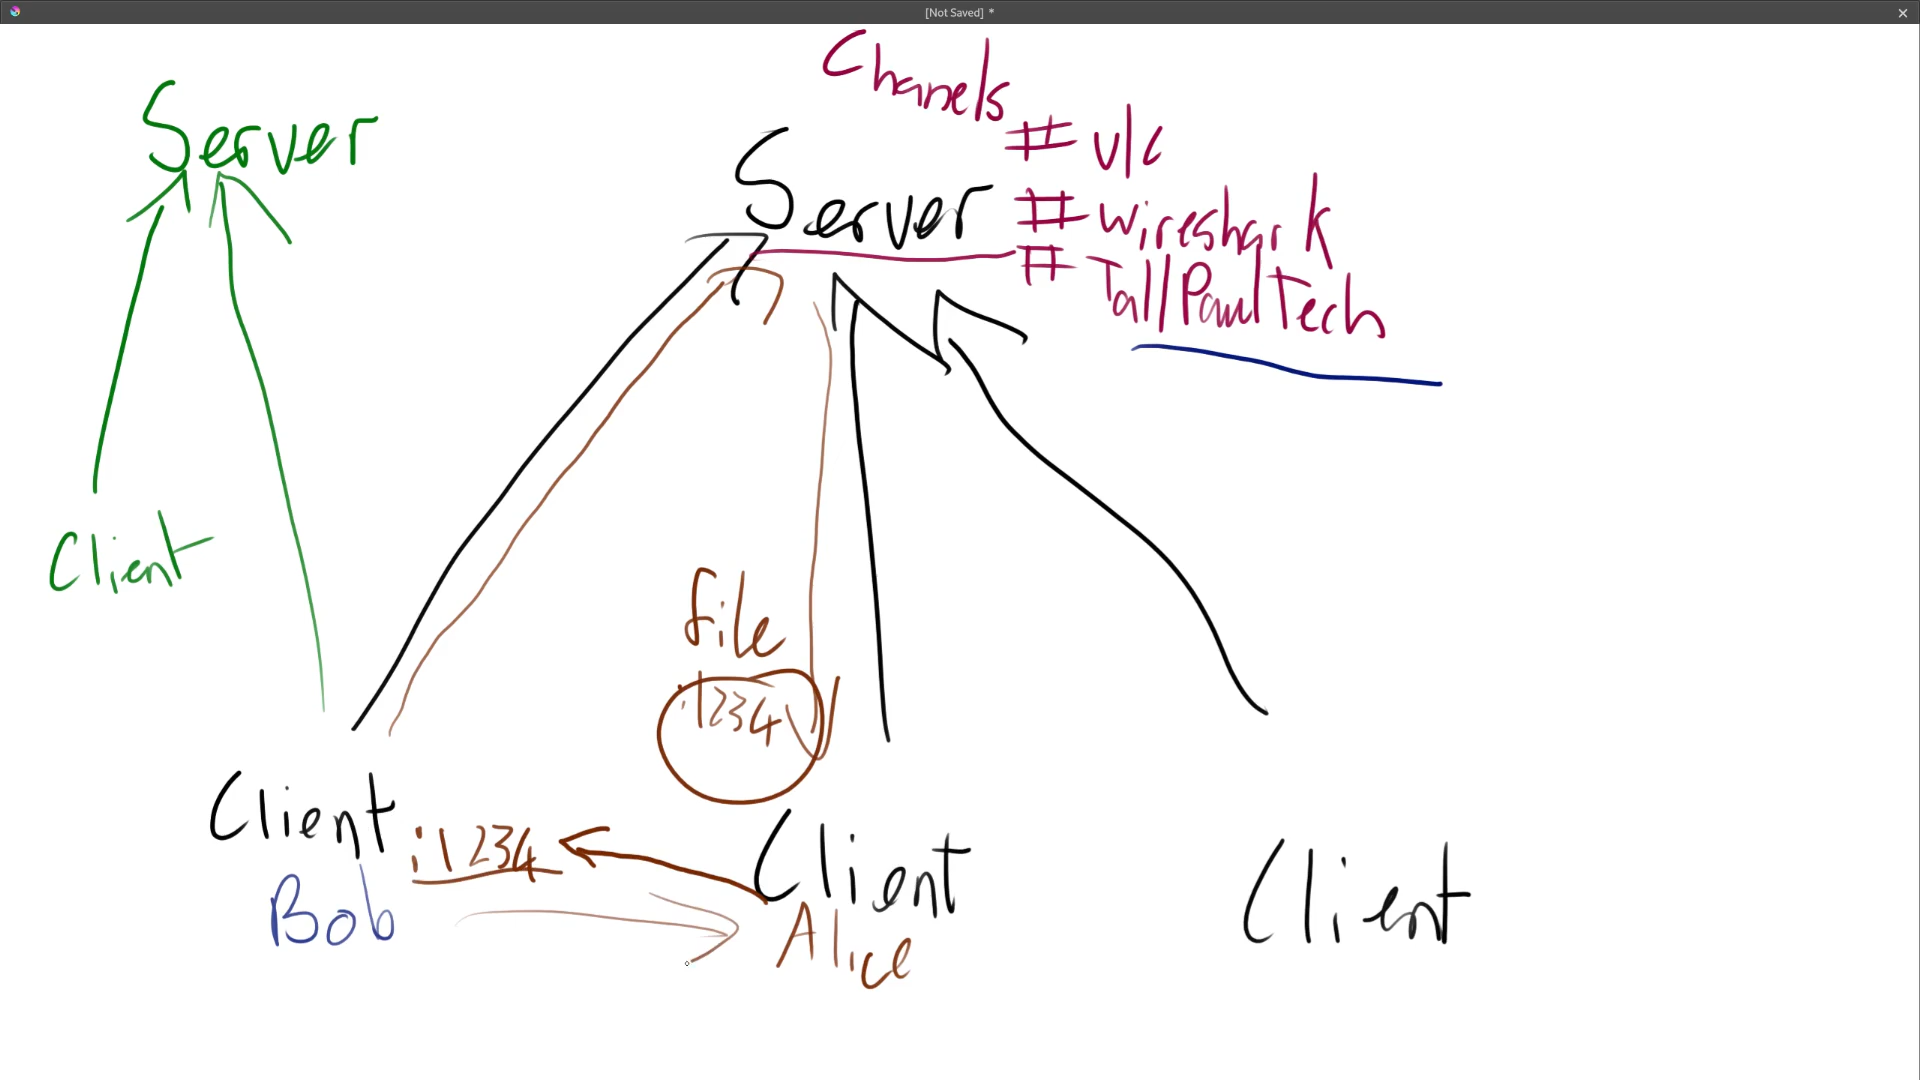 [Not Saved] *
Chanels
Server
# vlc
Server
# wireshark
# TallPaulTech
Client
file
:1234
Client
:1234
Client
Client
Bob
Alice